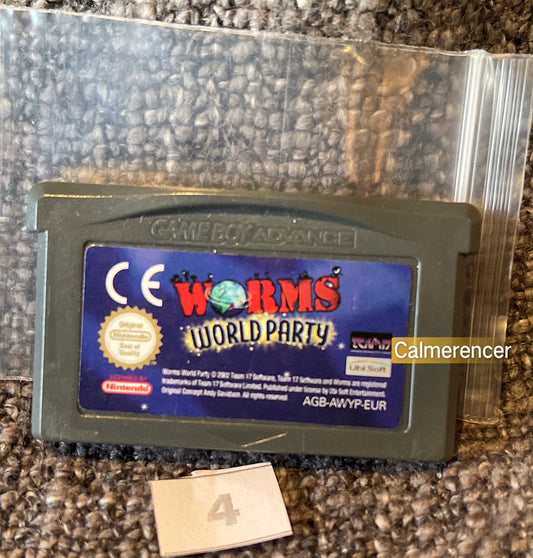 GAME BOY ADVANCE
CE
WORMS
WORLD PARTY
TEAM17
Calmerencer
Original
Nintendo
Seal of
Quality
Ubi Soft
LICENSED BY
Nintendo
Worms World Party © 2002 Team 17 Software, Team 17 Software and Worms are registered
trademarks of Team 17 Software Limited. Published under license by Ubi Soft Entertainment.
Original Concept Andy Davidson. All rights reserved.
AGB-AWYP-EUR
4